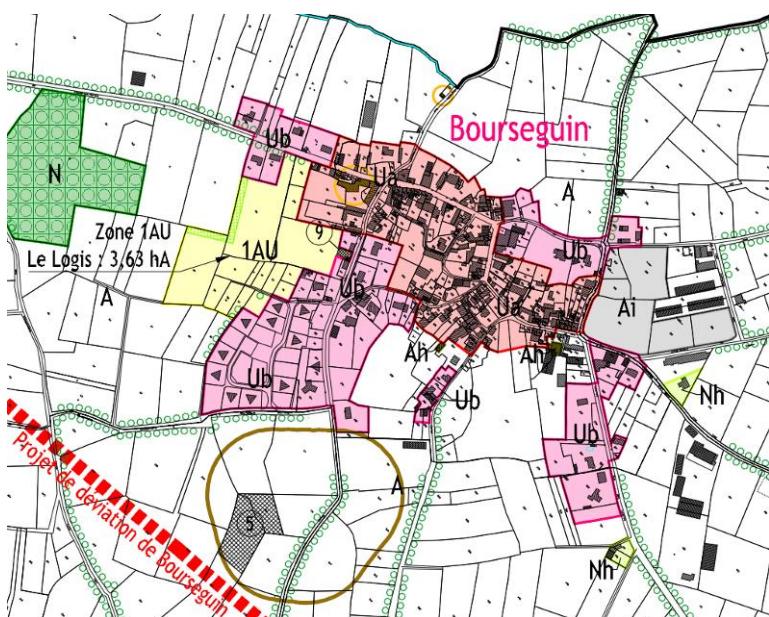 Bourseguin
Ub
Ua
N
A
Zone 1AU
Le Logis : 3,63 hA
9
1AU
Ub
A
Ub
Ai
Ua
Ah
Ah
Ub
Ub
Nh
Ub
A
5
Projet de déviation de Bourseguin
Nh